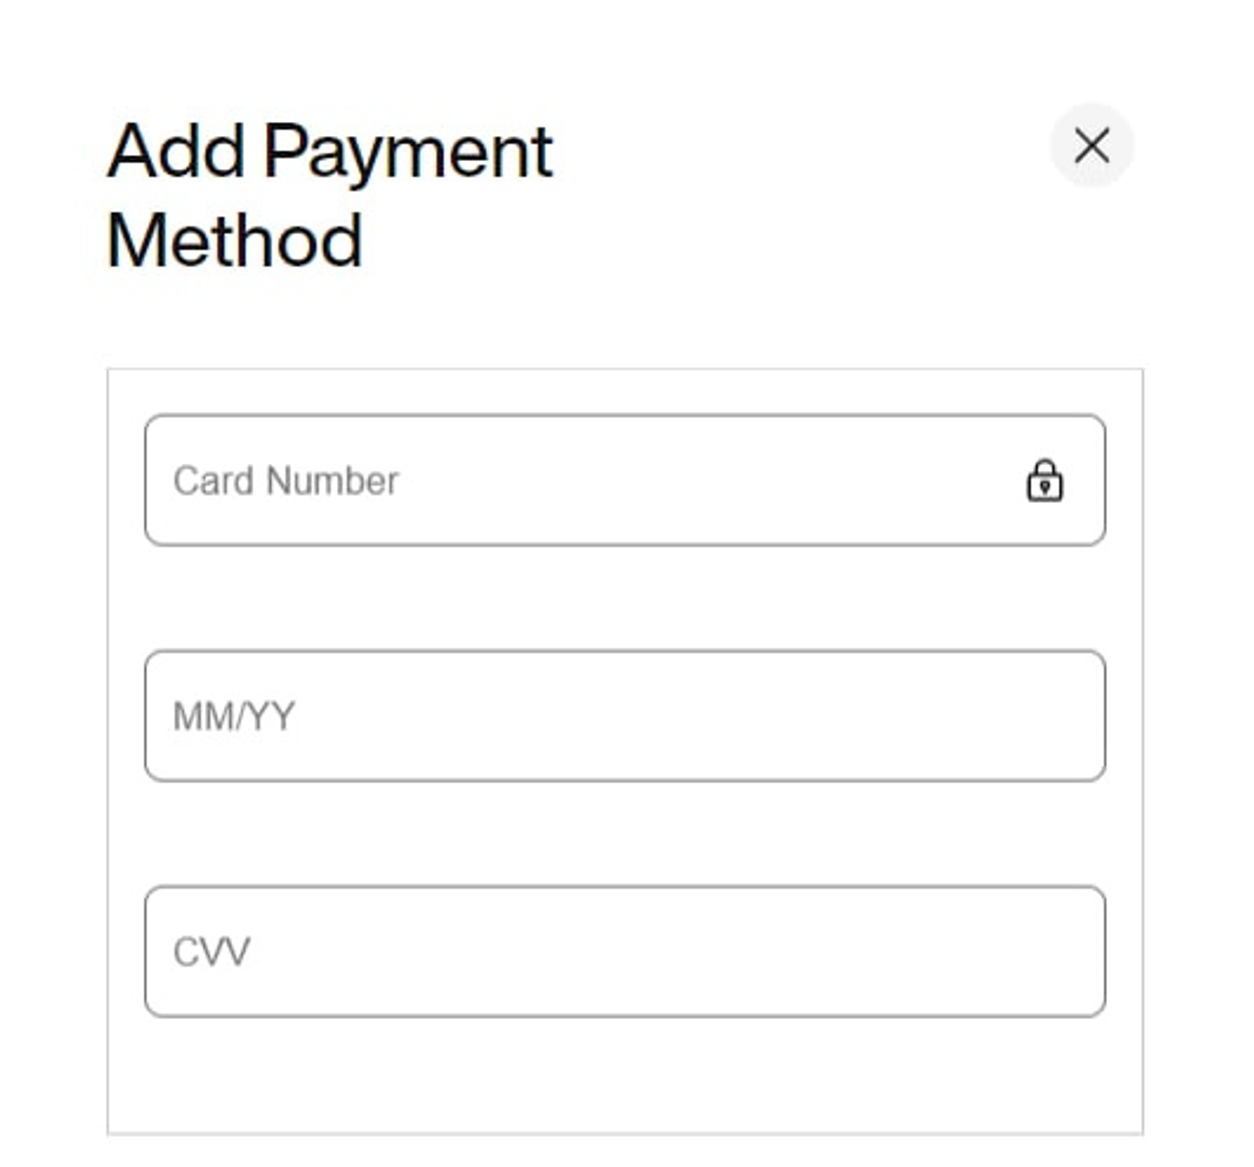 Add Payment
Method
Card Number
MM/YY
CVV